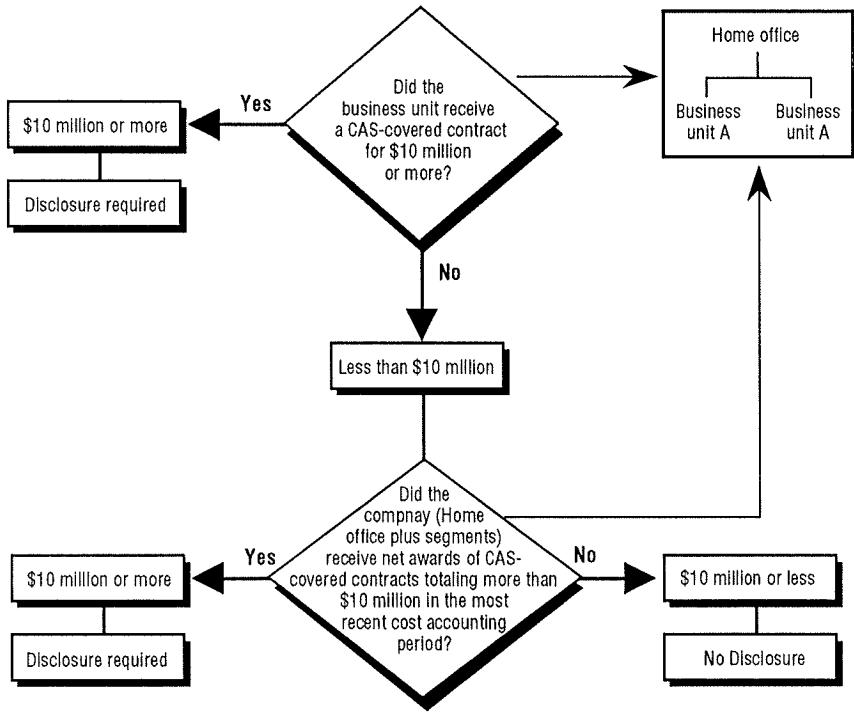 Did the
business unit receive
a CAS-covered contract
for $10 million
or more?
Home office
Business
unit A
Business
unit A
Yes
$10 million or more
Disclosure required
No
Less than $10 million
Did the
compnay (Home
office plus segments)
receive net awards of CAS-
covered contracts totaling more than
$10 million in the most
recent cost accounting
period?
Yes
$10 million or more
Disclosure required
No
$10 million or less
No Disclosure